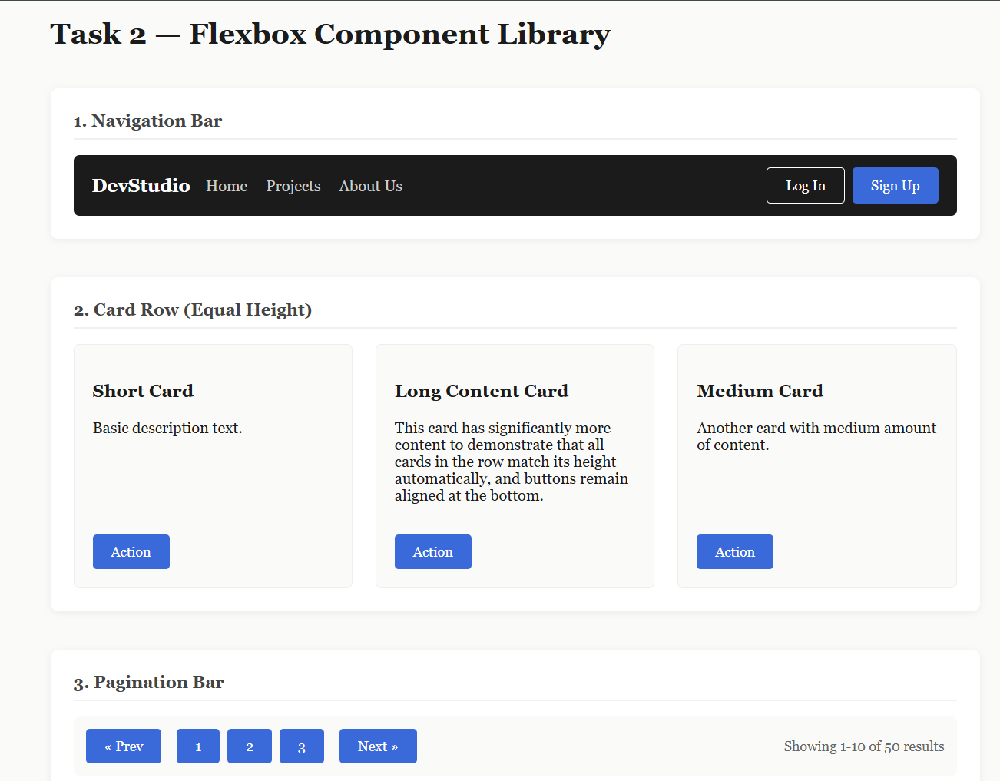 Task 2 — Flexbox Component Library
1. Navigation Bar
DevStudio Home Projects About Us Log In Sign Up
2. Card Row (Equal Height)
Short Card
Basic description text.
Action
Long Content Card
This card has significantly more
content to demonstrate that all
cards in the row match its height
automatically, and buttons remain
aligned at the bottom.
Action
Medium Card
Another card with medium amount
of content.
Action
3. Pagination Bar
« Prev 1 2 3 Next » Showing 1-10 of 50 results